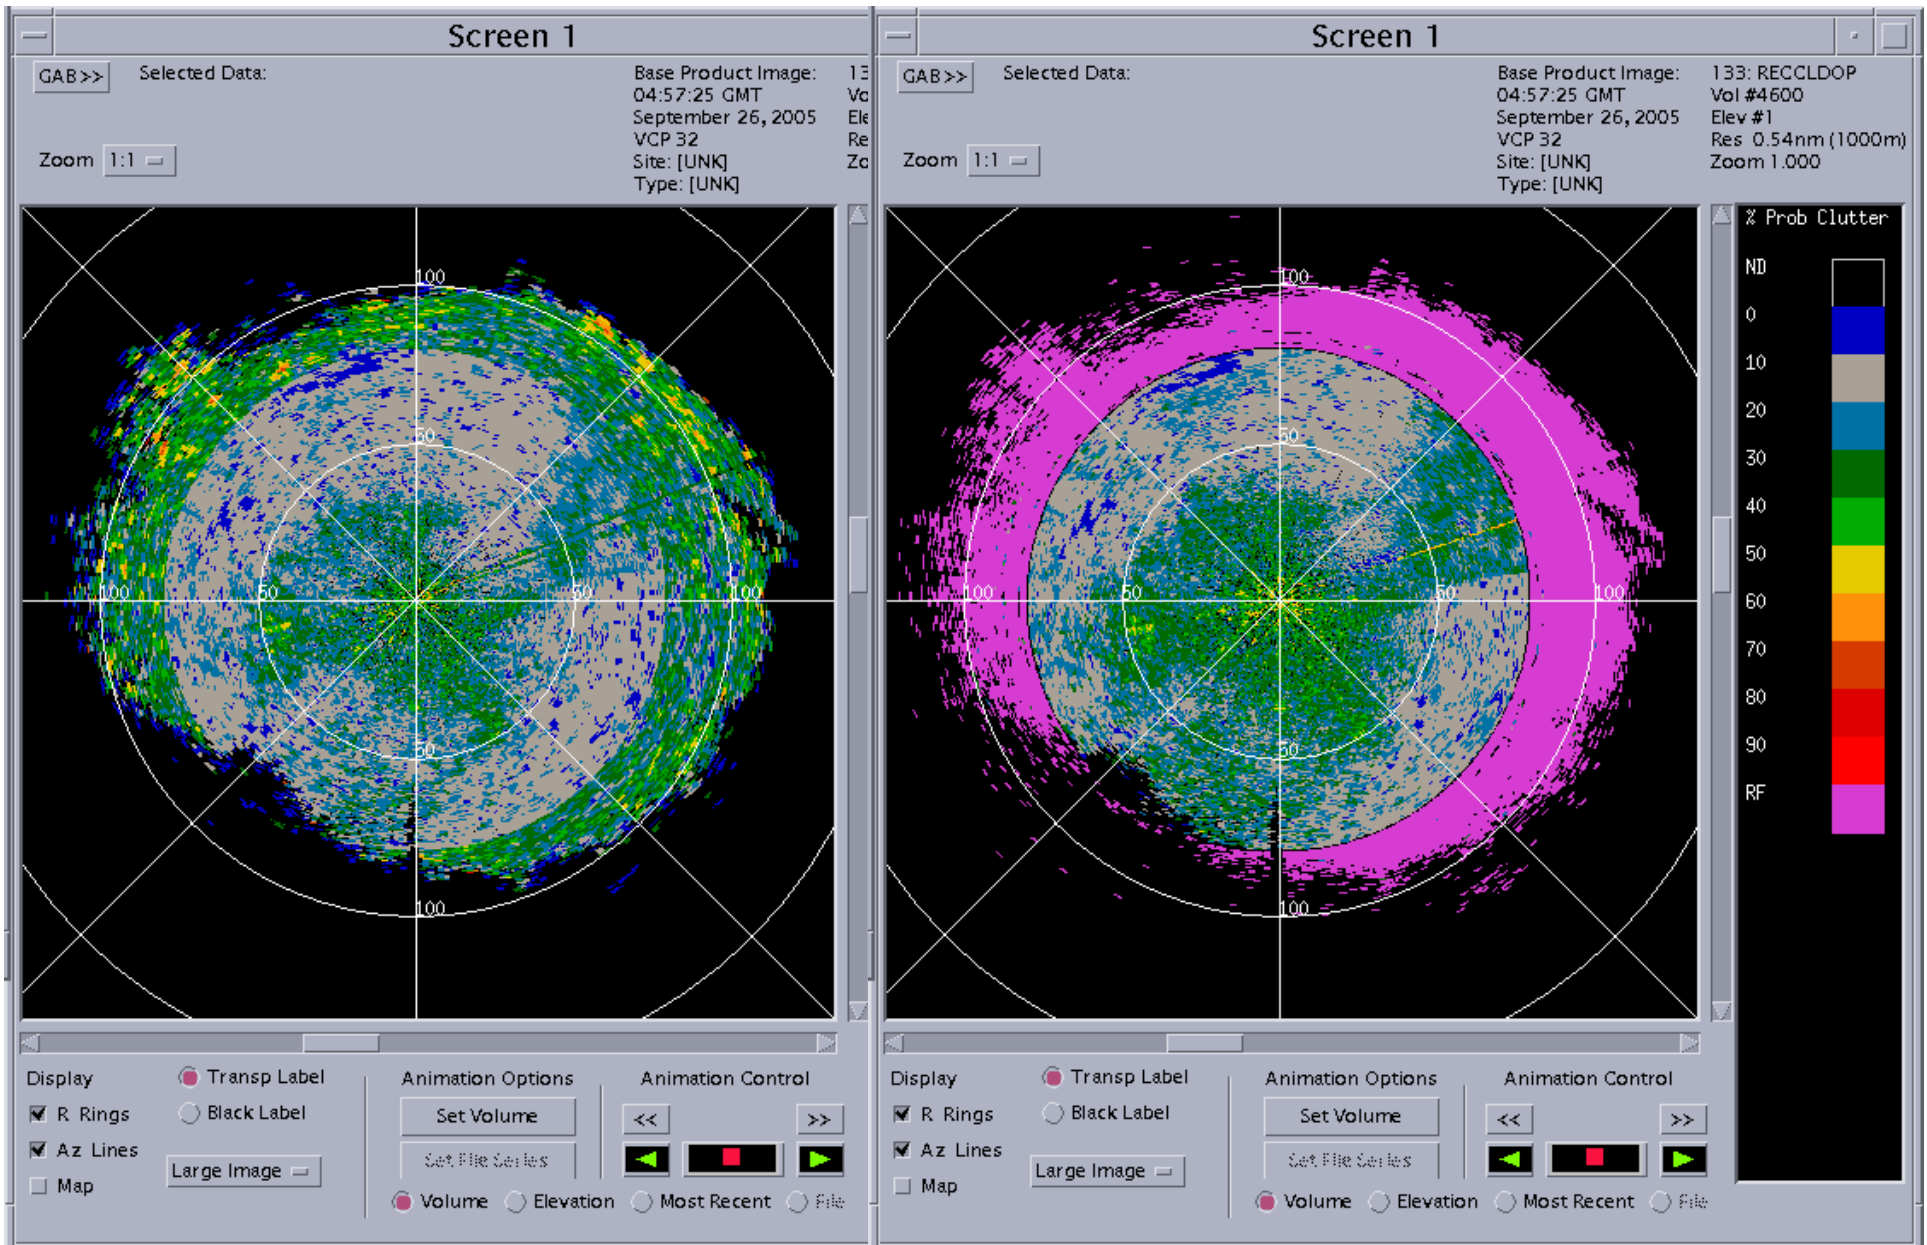 Screen 1
GAB>>
Selected Data:
Base Product Image:
04:57:25 GMT
September 26, 2005
VCP 32
Site: [UNK]
Type: [UNK]
13
Vo
Ele
Re
Zo
Zoom 1:1
100
50
100
50
50
100
50
100
Display
R Rings
Az Lines
Map
Transp Label
Black Label
Large Image
Animation Options
Set Volume
Set File Series
Animation Control
<<
>>
Volume
Elevation
Most Recent
File
Screen 1
GAB>>
Selected Data:
Base Product Image:
04:57:25 GMT
September 26, 2005
VCP 32
Site: [UNK]
Type: [UNK]
133: RECCLDOP
Vol #4600
Elev #1
Res 0.54nm (1000m)
Zoom 1.000
Zoom 1:1
100
50
100
50
50
100
50
100
% Prob Clutter
ND
0
10
20
30
40
50
60
70
80
90
RF
Display
R Rings
Az Lines
Map
Transp Label
Black Label
Large Image
Animation Options
Set Volume
Set File Series
Animation Control
<<
>>
Volume
Elevation
Most Recent
File